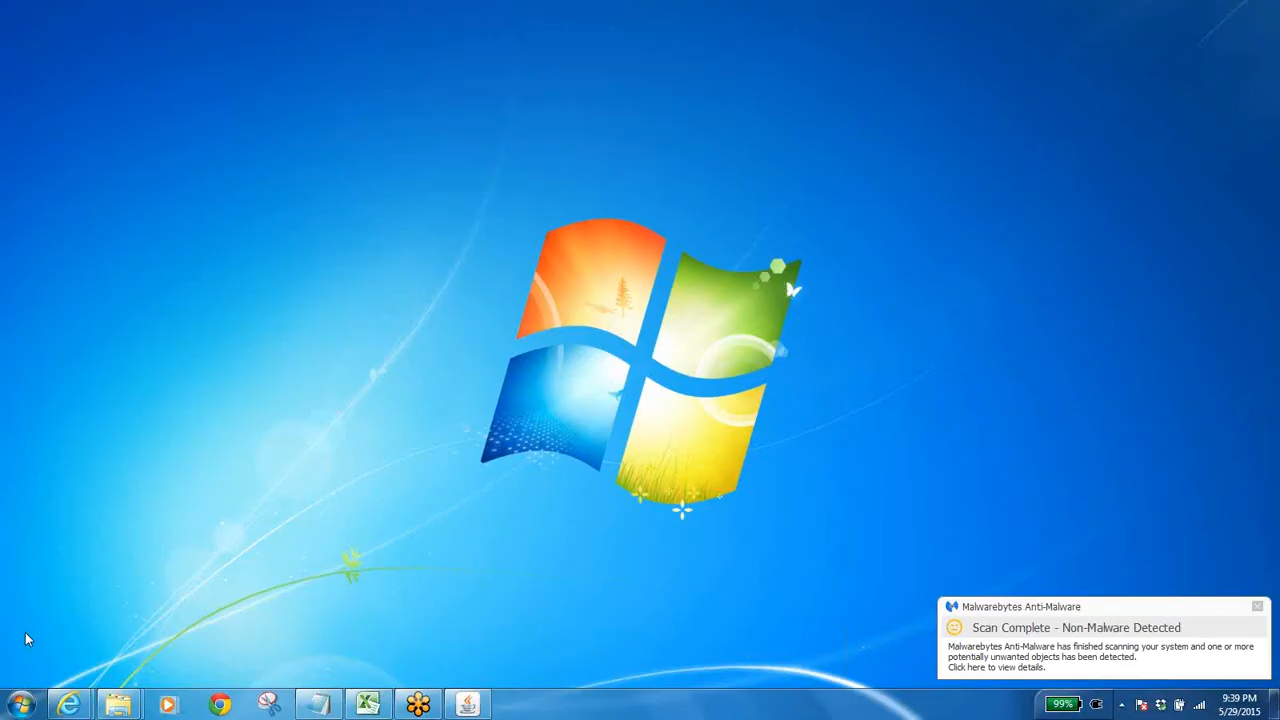 Malwarebytes Anti-Malware
Scan Complete - Non-Malware Detected
Malwarebytes Anti-Malware has finished scanning your system and one or more
potentially unwanted objects has been detected.
Click here to view details.
99%
9:39 PM
5/29/2015